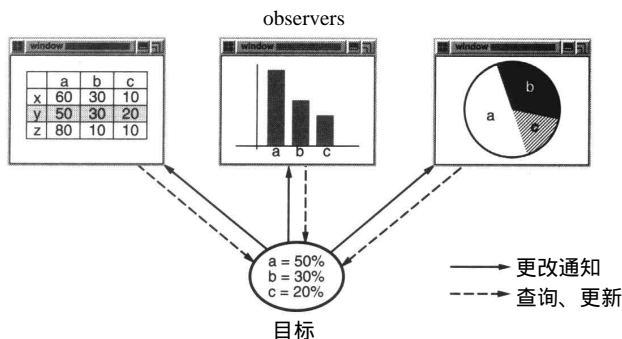 observers
window
window
window
a b c
x 60 30 10
y 50 30 20
z 80 10 10
a b c
a
b
c
a = 50%
b = 30%
c = 20%
目标
更改通知
查询、更新